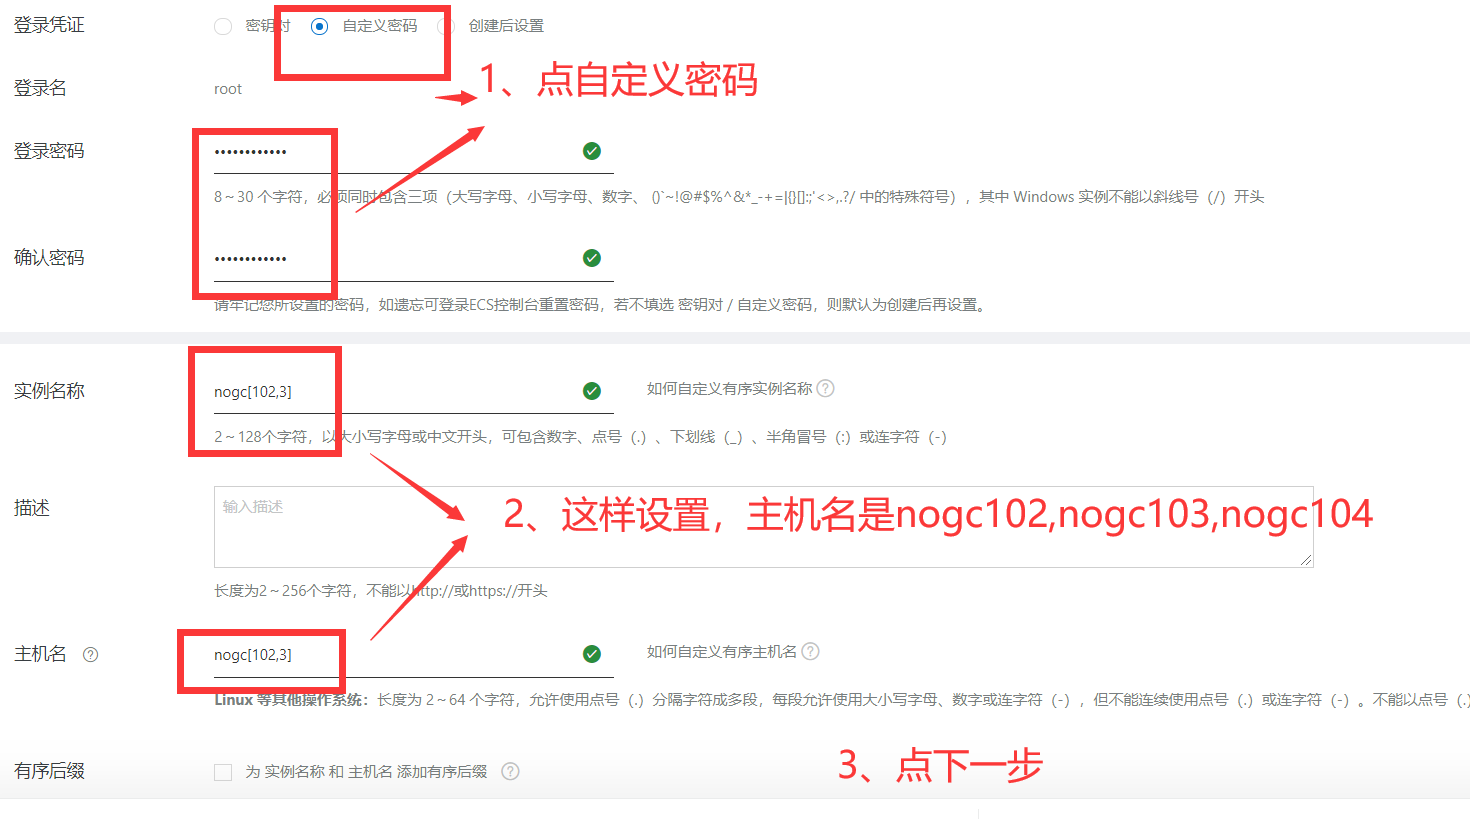 登录凭证 密钥对 自定义密码 创建后设置
1、点自定义密码
登录名 root
登录密码 ••••••••••••
8～30 个字符，必须同时包含三项（大写字母、小写字母、数字、 ()`~!@#$%^&*_-+=|{}[]:;'<>,.?/ 中的特殊符号），其中 Windows 实例不能以斜线号（/）开头
确认密码 ••••••••••••
请牢记您所设置的密码，如遗忘可登录ECS控制台重置密码，若不填选 密钥对 / 自定义密码，则默认为创建后再设置。
实例名称 nogc[102,3] 如何自定义有序实例名称 ?
2～128个字符，以大小写字母或中文开头，可包含数字、点号（.）、下划线（_）、半角冒号（:）或连字符（-）
描述 输入描述
2、这样设置，主机名是nogc102,nogc103,nogc104
长度为2～256个字符，不能以http://或https://开头
主机名 ? nogc[102,3] 如何自定义有序主机名 ?
Linux 等其他操作系统：长度为 2～64 个字符，允许使用点号（.）分隔字符成多段，每段允许使用大小写字母、数字或连字符（-），但不能连续使用点号（.）或连字符（-）。不能以点号（.）
有序后缀 为 实例名称 和 主机名 添加有序后缀 ?
3、点下一步